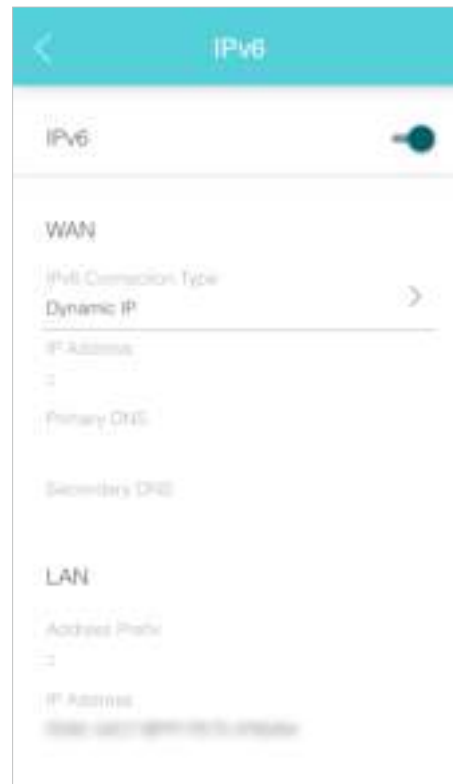 IPv6
IPv6
WAN
IPv6 Connection Type
Dynamic IP
IP Address
::
Primary DNS
Secondary DNS
LAN
Address Prefix
::
IP Address